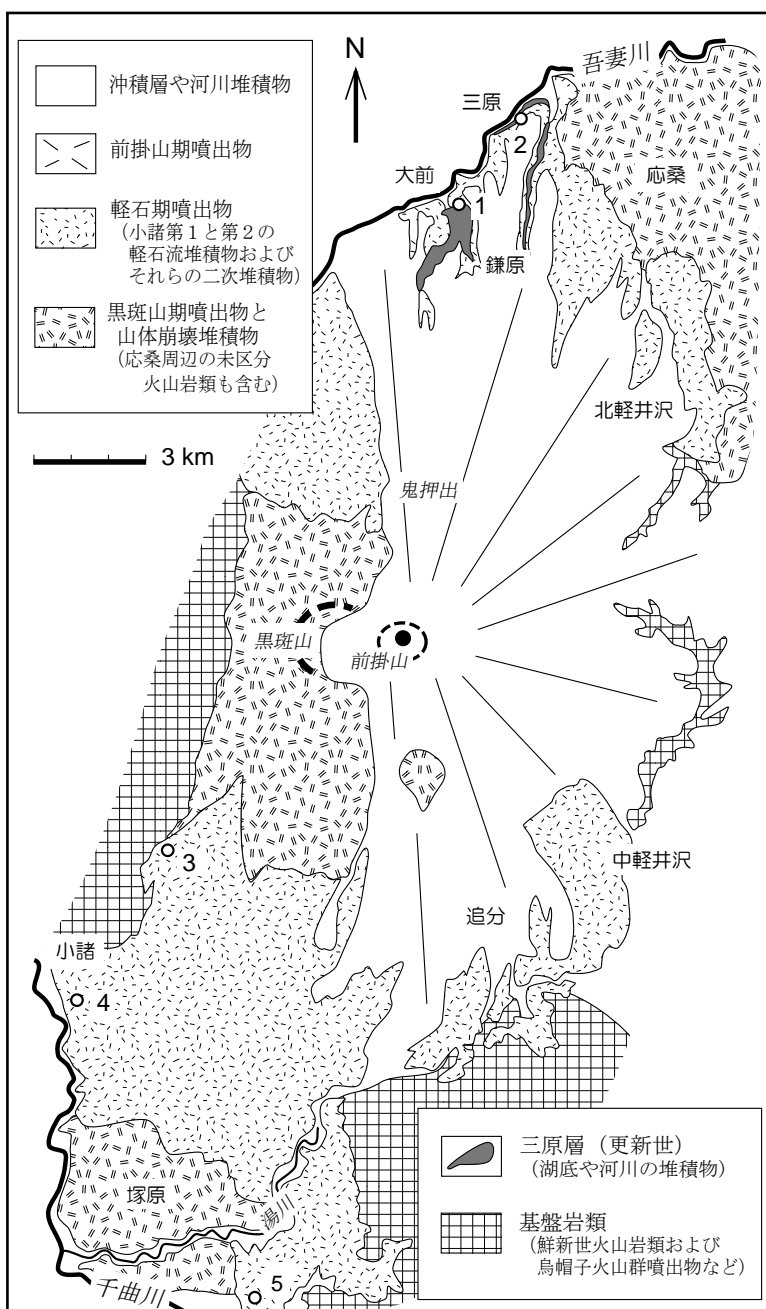 沖積層や河川堆積物
前掛山期噴出物
軽石期噴出物
(小諸第１と第２の
軽石流堆積物および
それらの二次堆積物)
黒斑山期噴出物と
山体崩壊堆積物
(応桑周辺の未区分
火山岩類も含む)
N
3 km
吾妻川
三原
2
大前
1
応桑
鎌原
北軽井沢
鬼押出
黒斑山
前掛山
3
中軽井沢
追分
小諸
4
塚原
湯川
千曲川
5
三原層（更新世）
(湖底や河川の堆積物)
基盤岩類
(鮮新世火山岩類および
烏帽子火山群噴出物など)